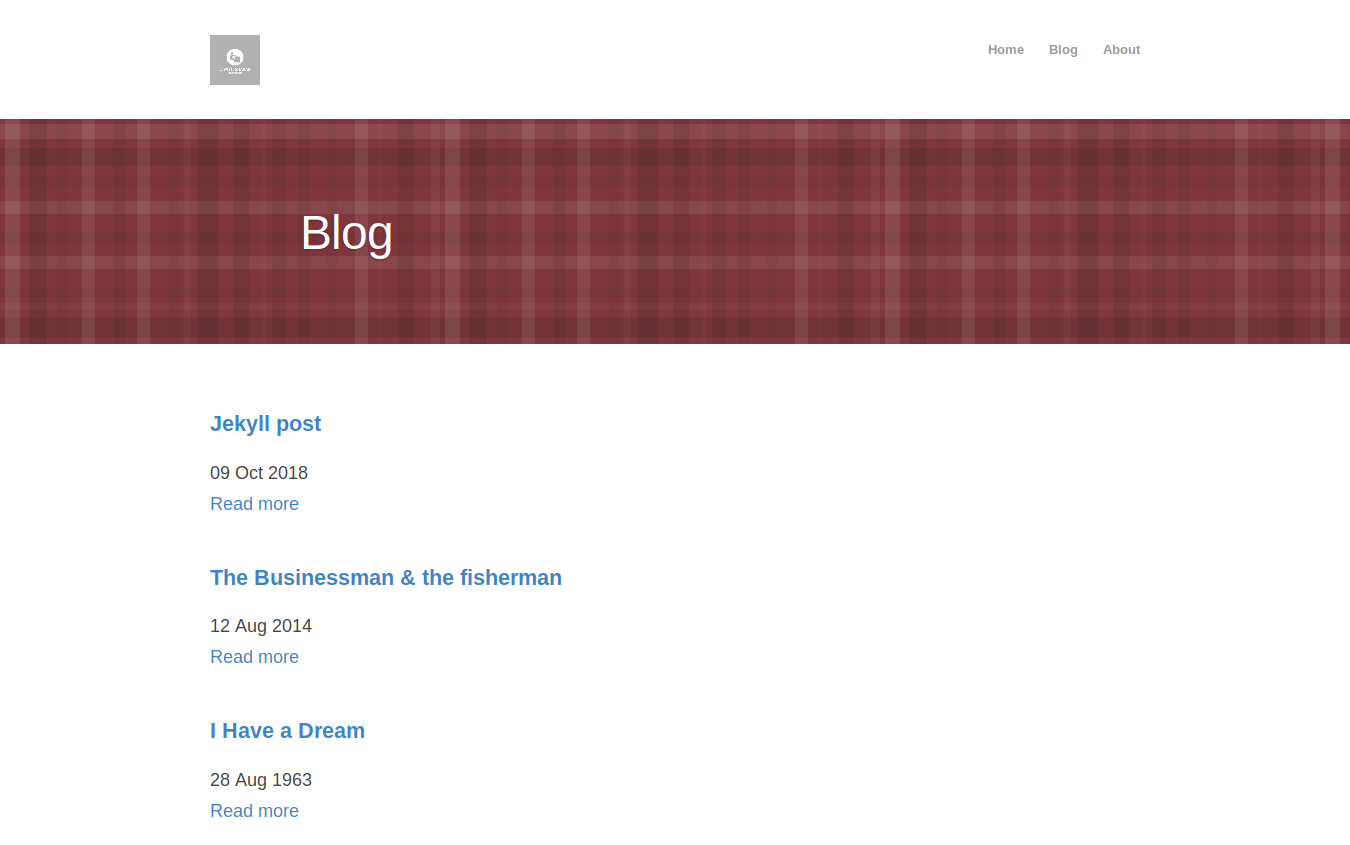 Home Blog About
Blog
Jekyll post
09 Oct 2018
Read more
The Businessman & the fisherman
12 Aug 2014
Read more
I Have a Dream
28 Aug 1963
Read more